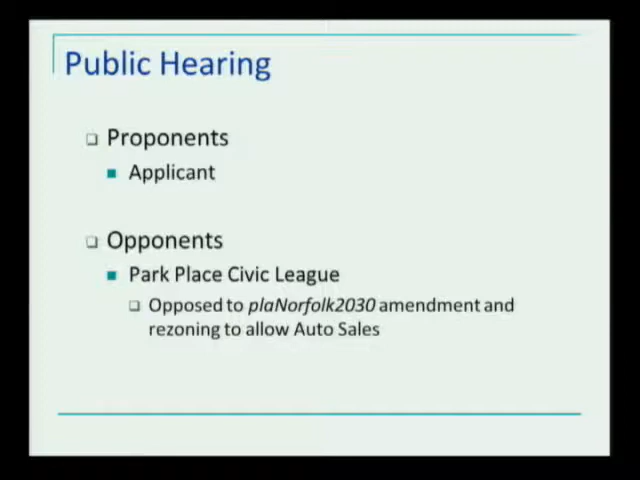 Public Hearing
Proponents
Applicant
Opponents
Park Place Civic League
Opposed to plaNorfolk2030 amendment and
rezoning to allow Auto Sales